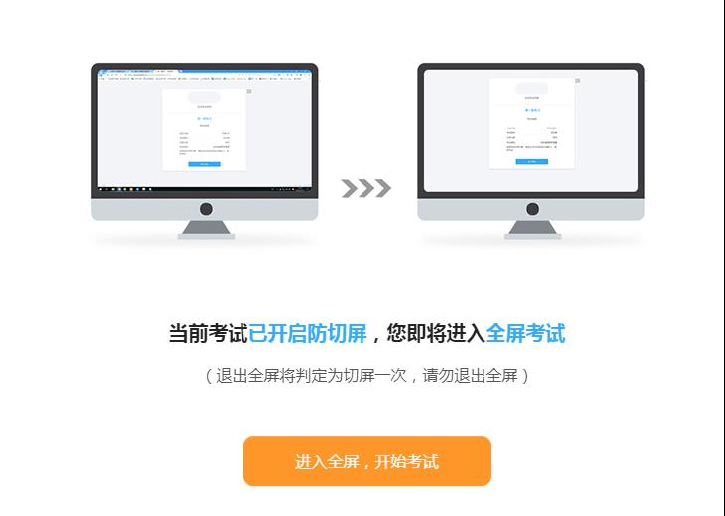 当前考试已开启防切屏，您即将进入全屏考试
（退出全屏将判定为切屏一次，请勿退出全屏）
进入全屏，开始考试